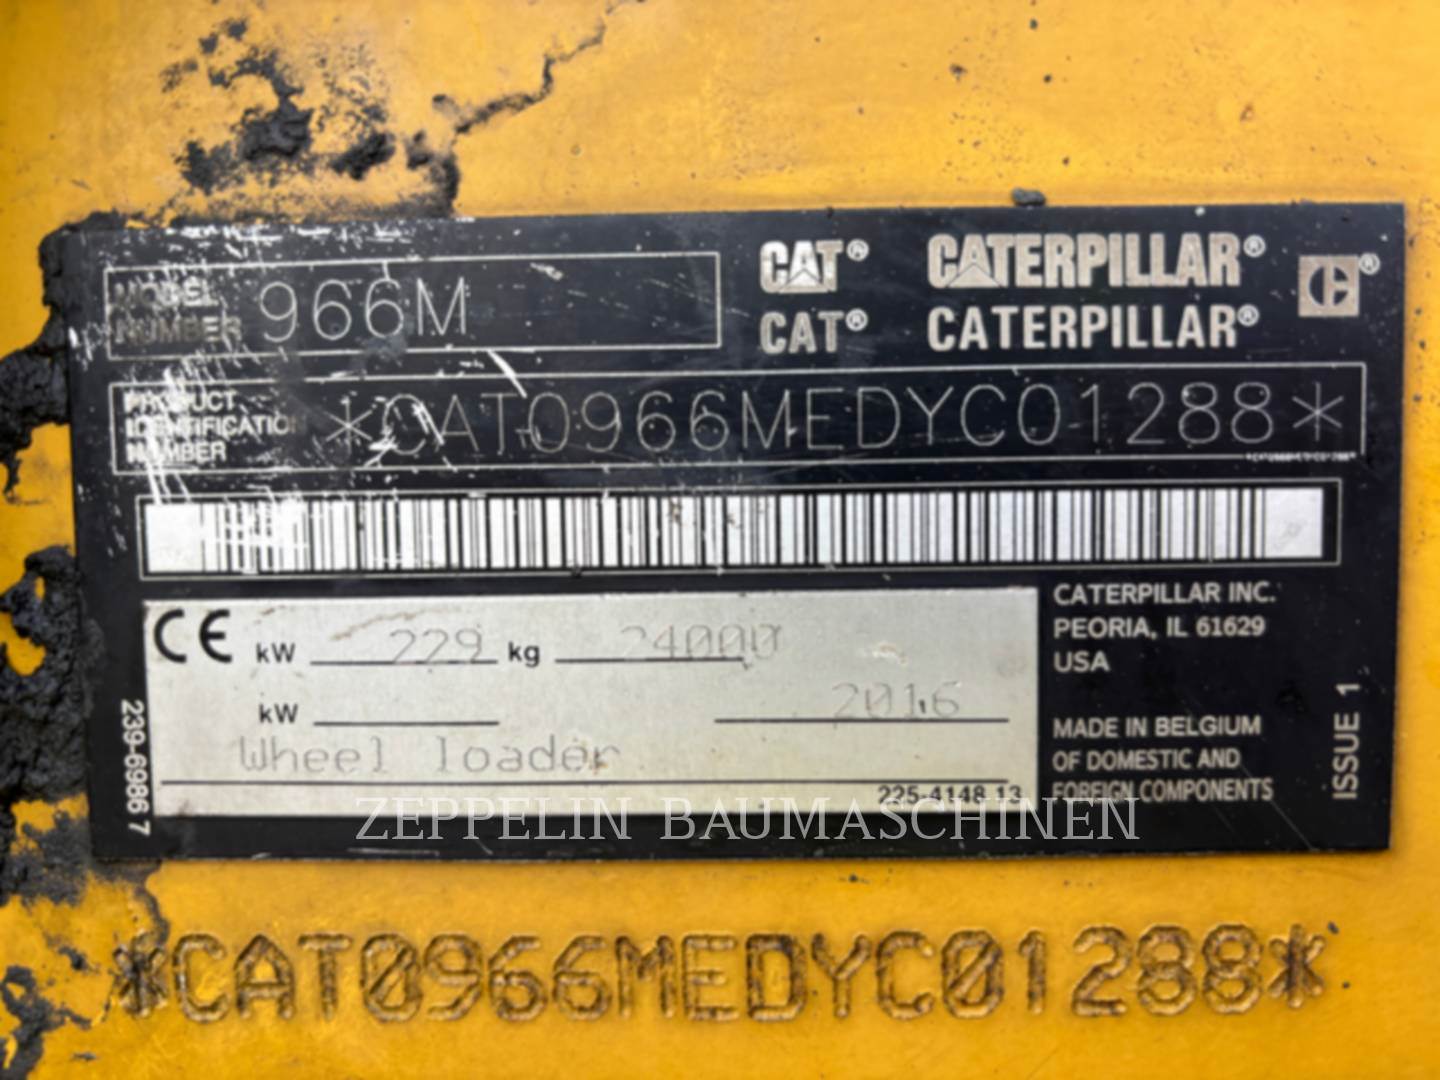 MODEL NUMBER 966M
CAT® CATERPILLAR® C®
CAT® CATERPILLAR®
PRODUCT IDENTIFICATION NUMBER *CAT0966MEDYC01288*
CE kW 229 kg 24000
kW 2016
Wheel loader
225-4148 13
239-6986 7
CATERPILLAR INC.
PEORIA, IL 61629
USA
MADE IN BELGIUM
OF DOMESTIC AND
FOREIGN COMPONENTS
ISSUE 1
ZEPPELIN BAUMASCHINEN
*CAT0966MEDYC01288*